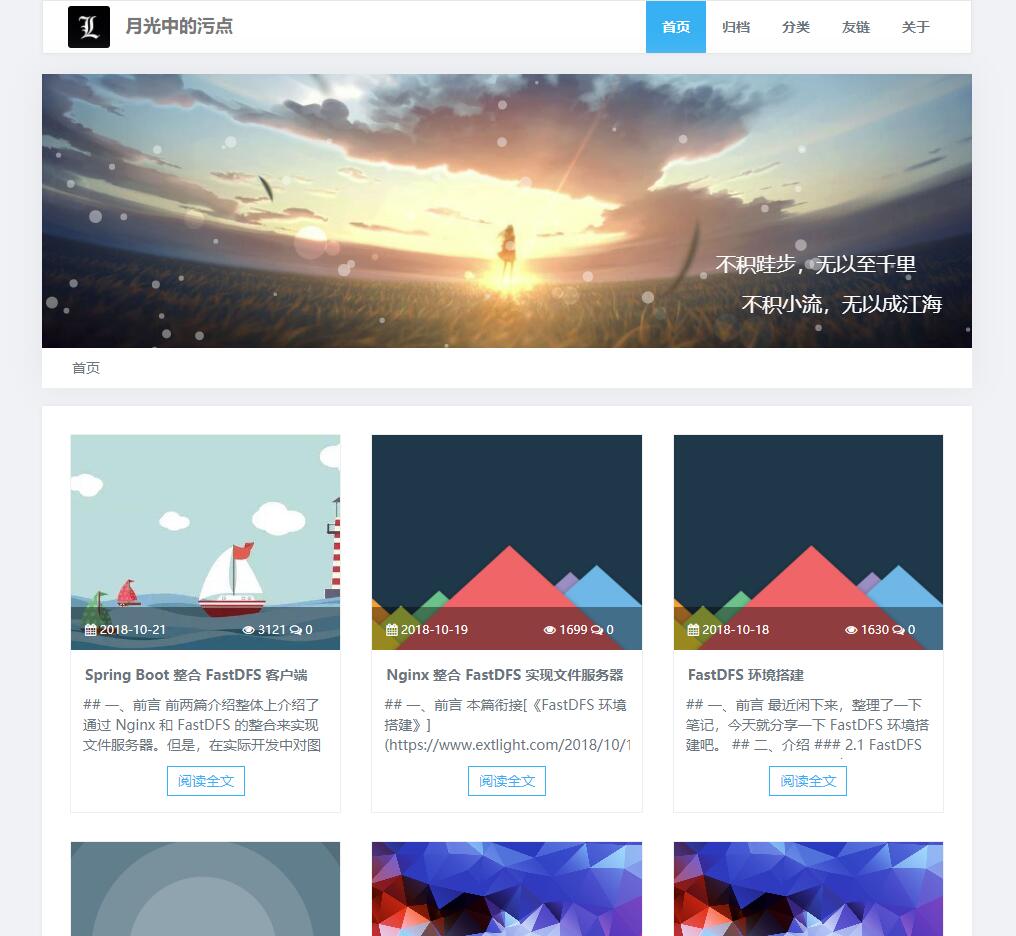 L 月光中的污点 首页 归档 分类 友链 关于
不积跬步，无以至千里
不积小流，无以成江海
首页
2018-10-21 3121 0
Spring Boot 整合 FastDFS 客户端
## 一、前言 前两篇介绍整体上介绍了
通过 Nginx 和 FastDFS 的整合来实现
文件服务器。但是，在实际开发中对图
阅读全文
2018-10-19 1699 0
Nginx 整合 FastDFS 实现文件服务器
## 一、前言 本篇衔接[《FastDFS 环境
搭建》]
(https://www.extlight.com/2018/10/1
阅读全文
2018-10-18 1630 0
FastDFS 环境搭建
## 一、前言 最近闲下来，整理了一下
笔记，今天就分享一下 FastDFS 环境搭
建吧。 ## 二、介绍 ### 2.1 FastDFS
阅读全文